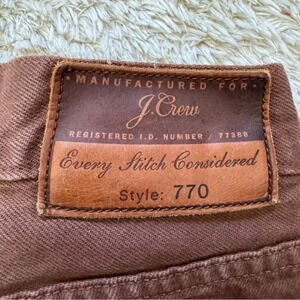 MANUFACTURED FOR
J.Crew
REGISTERED I.D. NUMBER / 77388
Every Stitch Considered
Style: 770